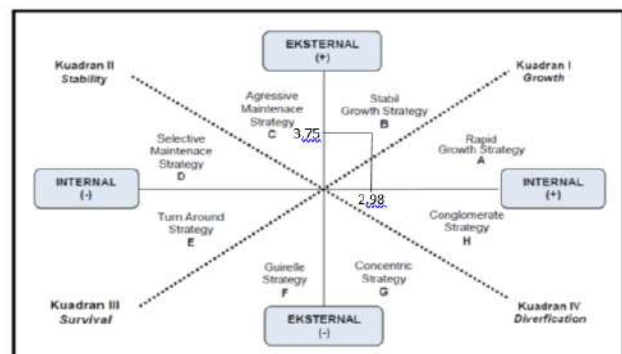 EKSTERNAL
(+)
Kuadran II
Stability
Kuadran I
Growth
Agressive
Maintenace
Strategy
C
Stabil
Growth Strategy
B
3.75
Selective
Maintenace
Strategy
D
Rapid
Growth Strategy
A
INTERNAL
(-)
INTERNAL
(+)
2.98
Turn Around
Strategy
E
Conglomerate
Strategy
H
Guirelle
Strategy
F
Concentric
Strategy
G
Kuadran III
Survival
Kuadran IV
Diverfication
EKSTERNAL
(-)